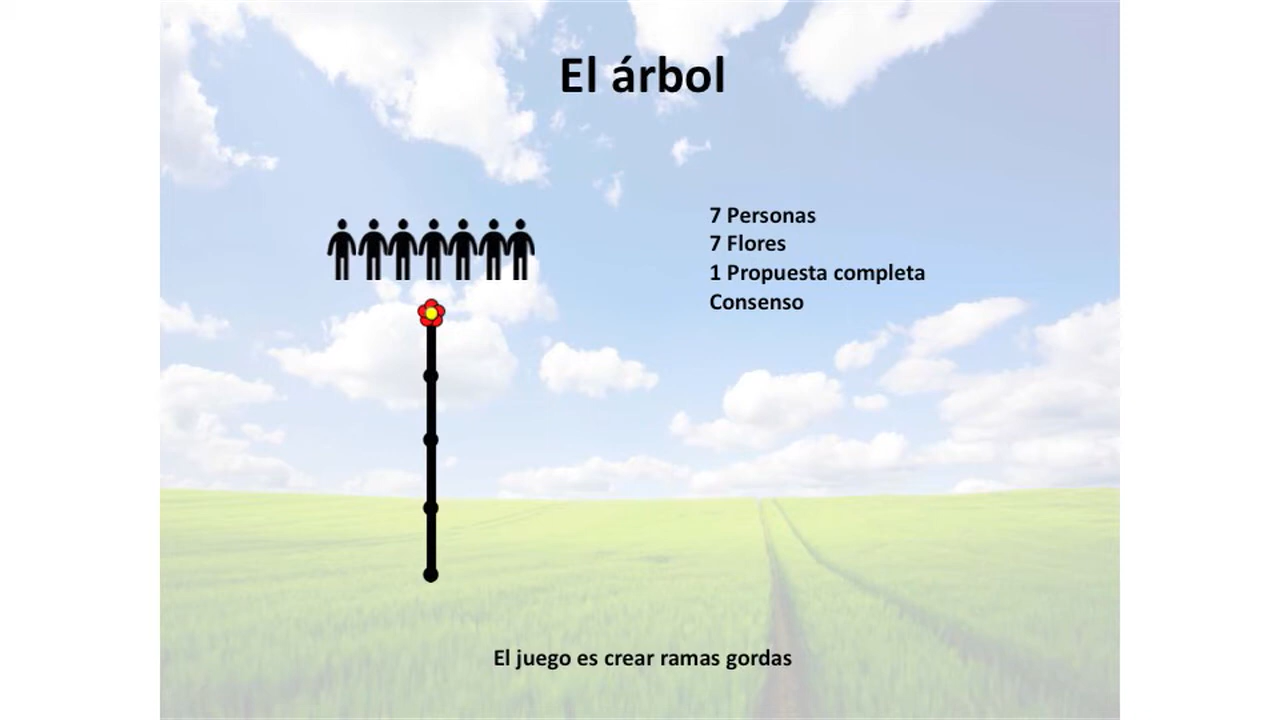 El árbol
7 Personas
7 Flores
1 Propuesta completa
Consenso
El juego es crear ramas gordas